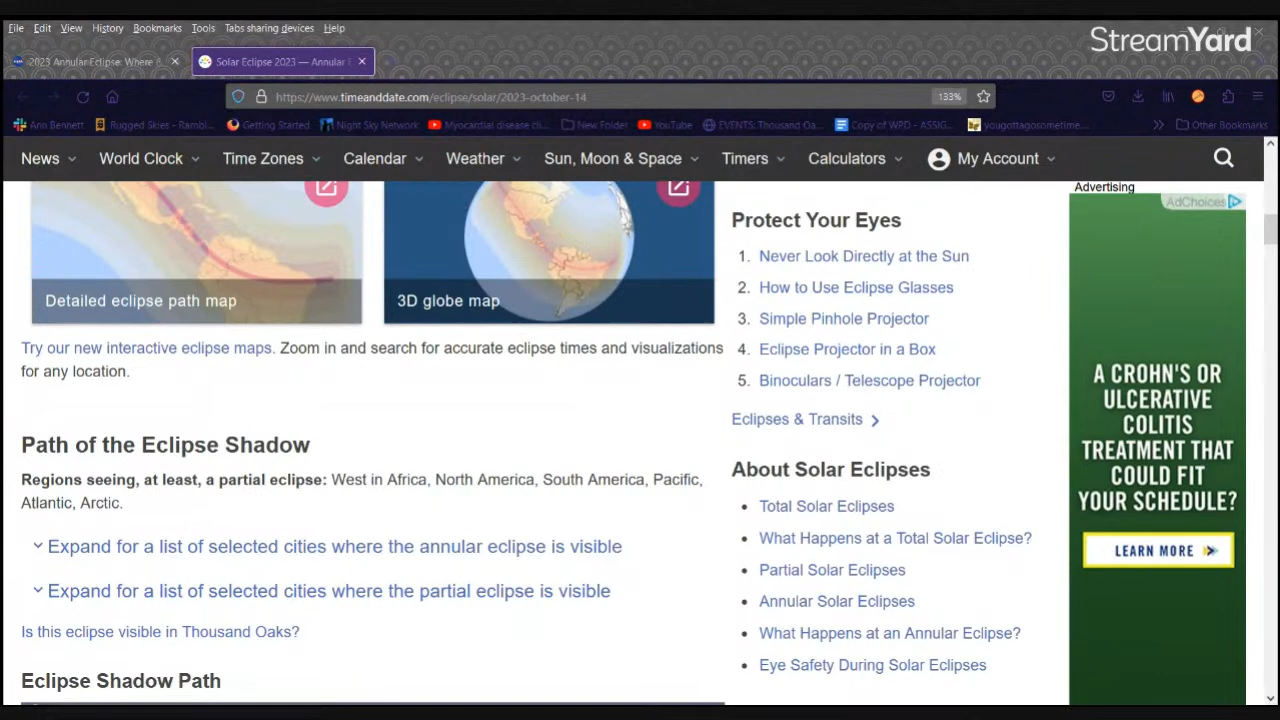 File Edit View History Bookmarks Tools Tabs sharing devices Help
StreamYard
2023 Annular Eclipse: Where &
Solar Eclipse 2023 — Annular E
https://www.timeanddate.com/eclipse/solar/2023-october-14
133%
Ann Bennett
Rugged Skies - Rambl...
Getting Started
Night Sky Network
Myocardial disease cli...
New Folder
YouTube
EVENTS: Thousand Oa...
Copy of WPD - ASSIG...
yougottagosometime...
Other Bookmarks
News World Clock Time Zones Calendar Weather Sun, Moon & Space Timers Calculators My Account
Detailed eclipse path map
3D globe map
Try our new interactive eclipse maps. Zoom in and search for accurate eclipse times and visualizations
for any location.
Path of the Eclipse Shadow
Regions seeing, at least, a partial eclipse: West in Africa, North America, South America, Pacific,
Atlantic, Arctic.
Expand for a list of selected cities where the annular eclipse is visible
Expand for a list of selected cities where the partial eclipse is visible
Is this eclipse visible in Thousand Oaks?
Eclipse Shadow Path
Protect Your Eyes
1. Never Look Directly at the Sun
2. How to Use Eclipse Glasses
3. Simple Pinhole Projector
4. Eclipse Projector in a Box
5. Binoculars / Telescope Projector
Eclipses & Transits
About Solar Eclipses
Total Solar Eclipses
What Happens at a Total Solar Eclipse?
Partial Solar Eclipses
Annular Solar Eclipses
What Happens at an Annular Eclipse?
Eye Safety During Solar Eclipses
Advertising
AdChoices
A CROHN'S OR
ULCERATIVE
COLITIS
TREATMENT THAT
COULD FIT
YOUR SCHEDULE?
LEARN MORE